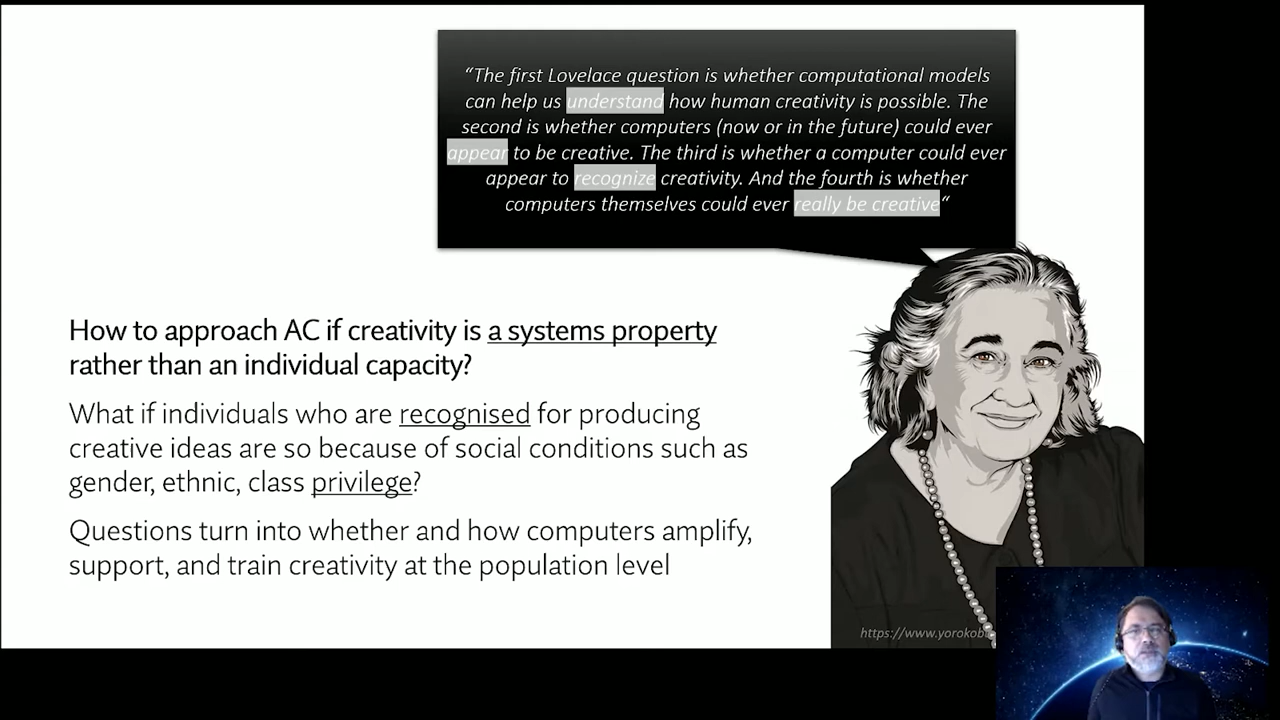 “The first Lovelace question is whether computational models
can help us understand how human creativity is possible. The
second is whether computers (now or in the future) could ever
appear to be creative. The third is whether a computer could ever
appear to recognize creativity. And the fourth is whether
computers themselves could ever really be creative“
How to approach AC if creativity is a systems property
rather than an individual capacity?
What if individuals who are recognised for producing
creative ideas are so because of social conditions such as
gender, ethnic, class privilege?
Questions turn into whether and how computers amplify,
support, and train creativity at the population level